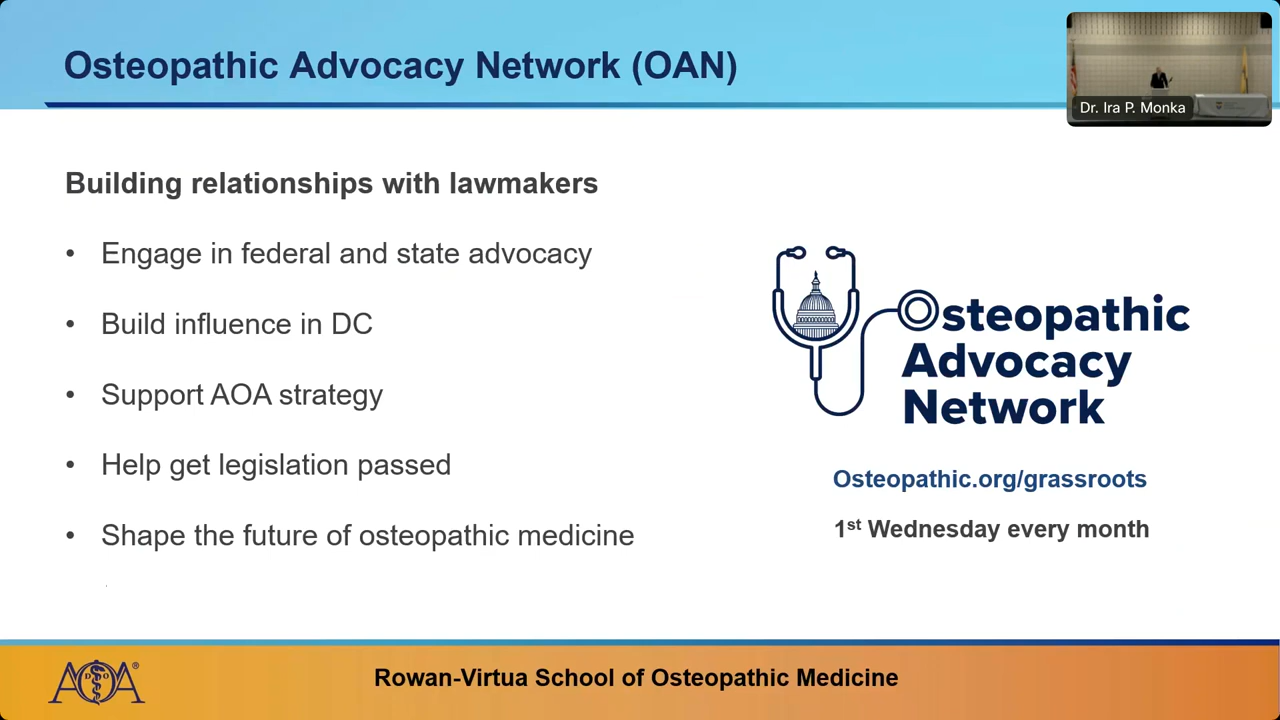 Osteopathic Advocacy Network (OAN)
Dr. Ira P. Monka
Building relationships with lawmakers
• Engage in federal and state advocacy
• Build influence in DC
• Support AOA strategy
• Help get legislation passed
• Shape the future of osteopathic medicine
Osteopathic
Advocacy
Network
Osteopathic.org/grassroots
1st Wednesday every month
AOA®
D O
Rowan-Virtua School of Osteopathic Medicine